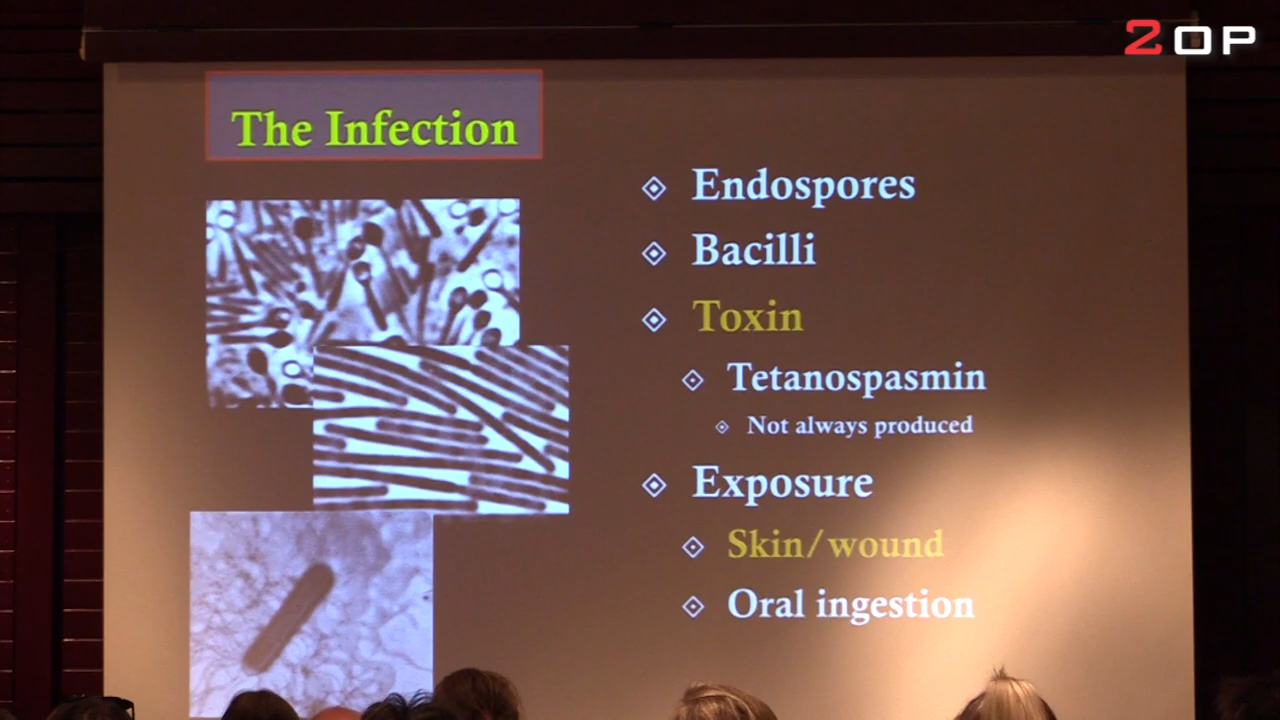 2OP
The Infection
Endospores
Bacilli
Toxin
Tetanospasmin
Not always produced
Exposure
Skin/wound
Oral ingestion